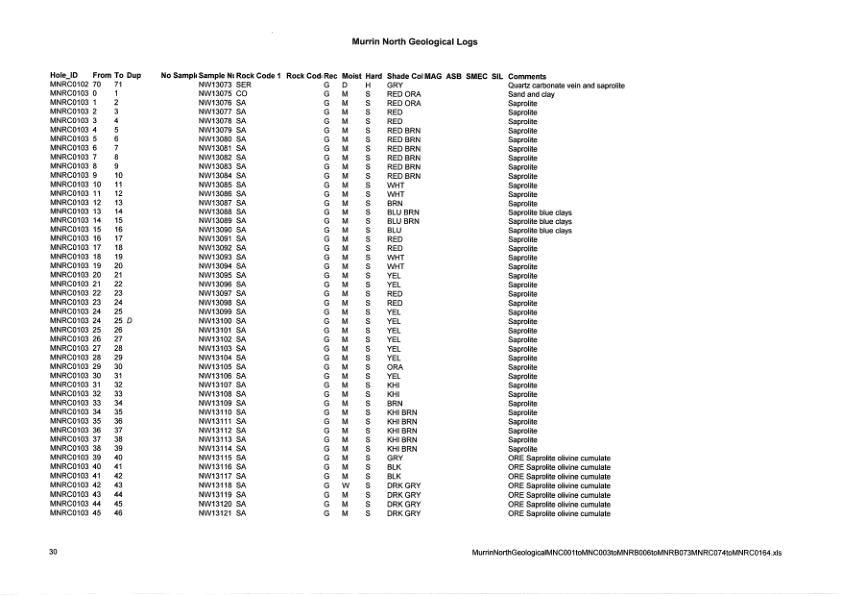 Murrin North Geological Logs
Hole_ID From To Dup No Sampl Sample N Rock Code 1 Rock Cod Rec Moist Hard Shade Col MAG ASB SMEC SIL Comments
MNRC0102 70 71 NW13073 SER G D H GRY Quartz carbonate vein and saprolite
MNRC0103 0 1 NW13075 CO G M S RED ORA Sand and clay
MNRC0103 1 2 NW13076 SA G M S RED ORA Saprolite
MNRC0103 2 3 NW13077 SA G M S RED Saprolite
MNRC0103 3 4 NW13078 SA G M S RED Saprolite
MNRC0103 4 5 NW13079 SA G M S RED BRN Saprolite
MNRC0103 5 6 NW13080 SA G M S RED BRN Saprolite
MNRC0103 6 7 NW13081 SA G M S RED BRN Saprolite
MNRC0103 7 8 NW13082 SA G M S RED BRN Saprolite
MNRC0103 8 9 NW13083 SA G M S RED BRN Saprolite
MNRC0103 9 10 NW13084 SA G M S RED BRN Saprolite
MNRC0103 10 11 NW13085 SA G M S WHT Saprolite
MNRC0103 11 12 NW13086 SA G M S WHT Saprolite
MNRC0103 12 13 NW13087 SA G M S BRN Saprolite
MNRC0103 13 14 NW13088 SA G M S BLU BRN Saprolite blue clays
MNRC0103 14 15 NW13089 SA G M S BLU BRN Saprolite blue clays
MNRC0103 15 16 NW13090 SA G M S BLU Saprolite blue clays
MNRC0103 16 17 NW13091 SA G M S RED Saprolite
MNRC0103 17 18 NW13092 SA G M S RED Saprolite
MNRC0103 18 19 NW13093 SA G M S WHT Saprolite
MNRC0103 19 20 NW13094 SA G M S WHT Saprolite
MNRC0103 20 21 NW13095 SA G M S YEL Saprolite
MNRC0103 21 22 NW13096 SA G M S YEL Saprolite
MNRC0103 22 23 NW13097 SA G M S RED Saprolite
MNRC0103 23 24 NW13098 SA G M S RED Saprolite
MNRC0103 24 25 NW13099 SA G M S YEL Saprolite
MNRC0103 24 25 D NW13100 SA G M S YEL Saprolite
MNRC0103 25 26 NW13101 SA G M S YEL Saprolite
MNRC0103 26 27 NW13102 SA G M S YEL Saprolite
MNRC0103 27 28 NW13103 SA G M S YEL Saprolite
MNRC0103 28 29 NW13104 SA G M S YEL Saprolite
MNRC0103 29 30 NW13105 SA G M S ORA Saprolite
MNRC0103 30 31 NW13106 SA G M S YEL Saprolite
MNRC0103 31 32 NW13107 SA G M S KHI Saprolite
MNRC0103 32 33 NW13108 SA G M S KHI Saprolite
MNRC0103 33 34 NW13109 SA G M S BRN Saprolite
MNRC0103 34 35 NW13110 SA G M S KHI BRN Saprolite
MNRC0103 35 36 NW13111 SA G M S KHI BRN Saprolite
MNRC0103 36 37 NW13112 SA G M S KHI BRN Saprolite
MNRC0103 37 38 NW13113 SA G M S KHI BRN Saprolite
MNRC0103 38 39 NW13114 SA G M S KHI BRN Saprolite
MNRC0103 39 40 NW13115 SA G M S GRY ORE Saprolite olivine cumulate
MNRC0103 40 41 NW13116 SA G M S BLK ORE Saprolite olivine cumulate
MNRC0103 41 42 NW13117 SA G M S BLK ORE Saprolite olivine cumulate
MNRC0103 42 43 NW13118 SA G W S DRK GRY ORE Saprolite olivine cumulate
MNRC0103 43 44 NW13119 SA G M S DRK GRY ORE Saprolite olivine cumulate
MNRC0103 44 45 NW13120 SA G M S DRK GRY ORE Saprolite olivine cumulate
MNRC0103 45 46 NW13121 SA G M S DRK GRY ORE Saprolite olivine cumulate
30 MurrinNorthGeologicalMNC001toMNC003toMNRB006toMNRB073MNRC074toMNRC0164.xls